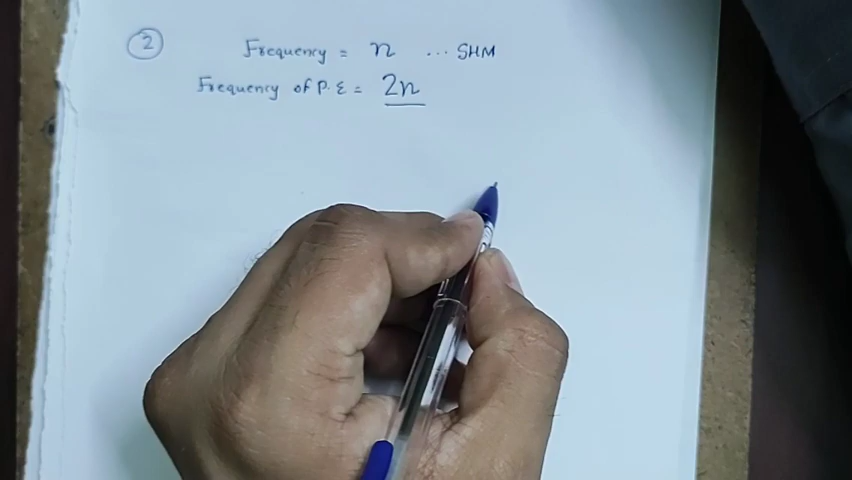 2 Frequency = n ... SHM
Frequency of P.E = 2n